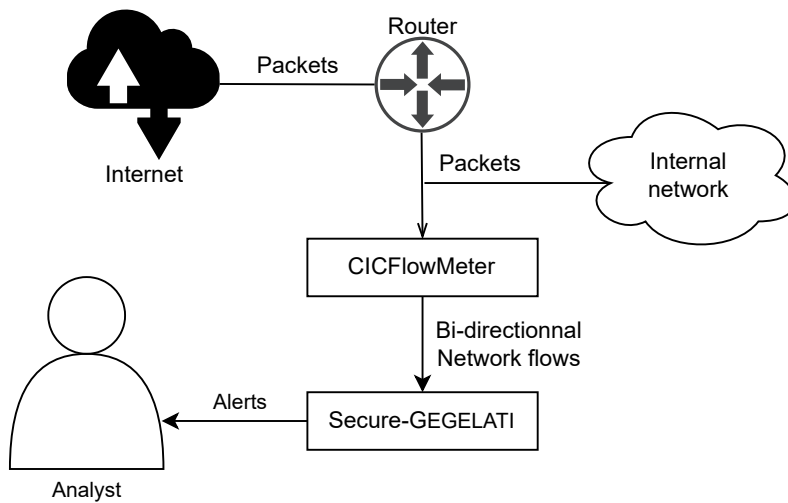 Router
Packets
Internet
Packets
Internal
network
CICFlowMeter
Bi-directionnal
Network flows
Alerts
Secure-GEGELATI
Analyst